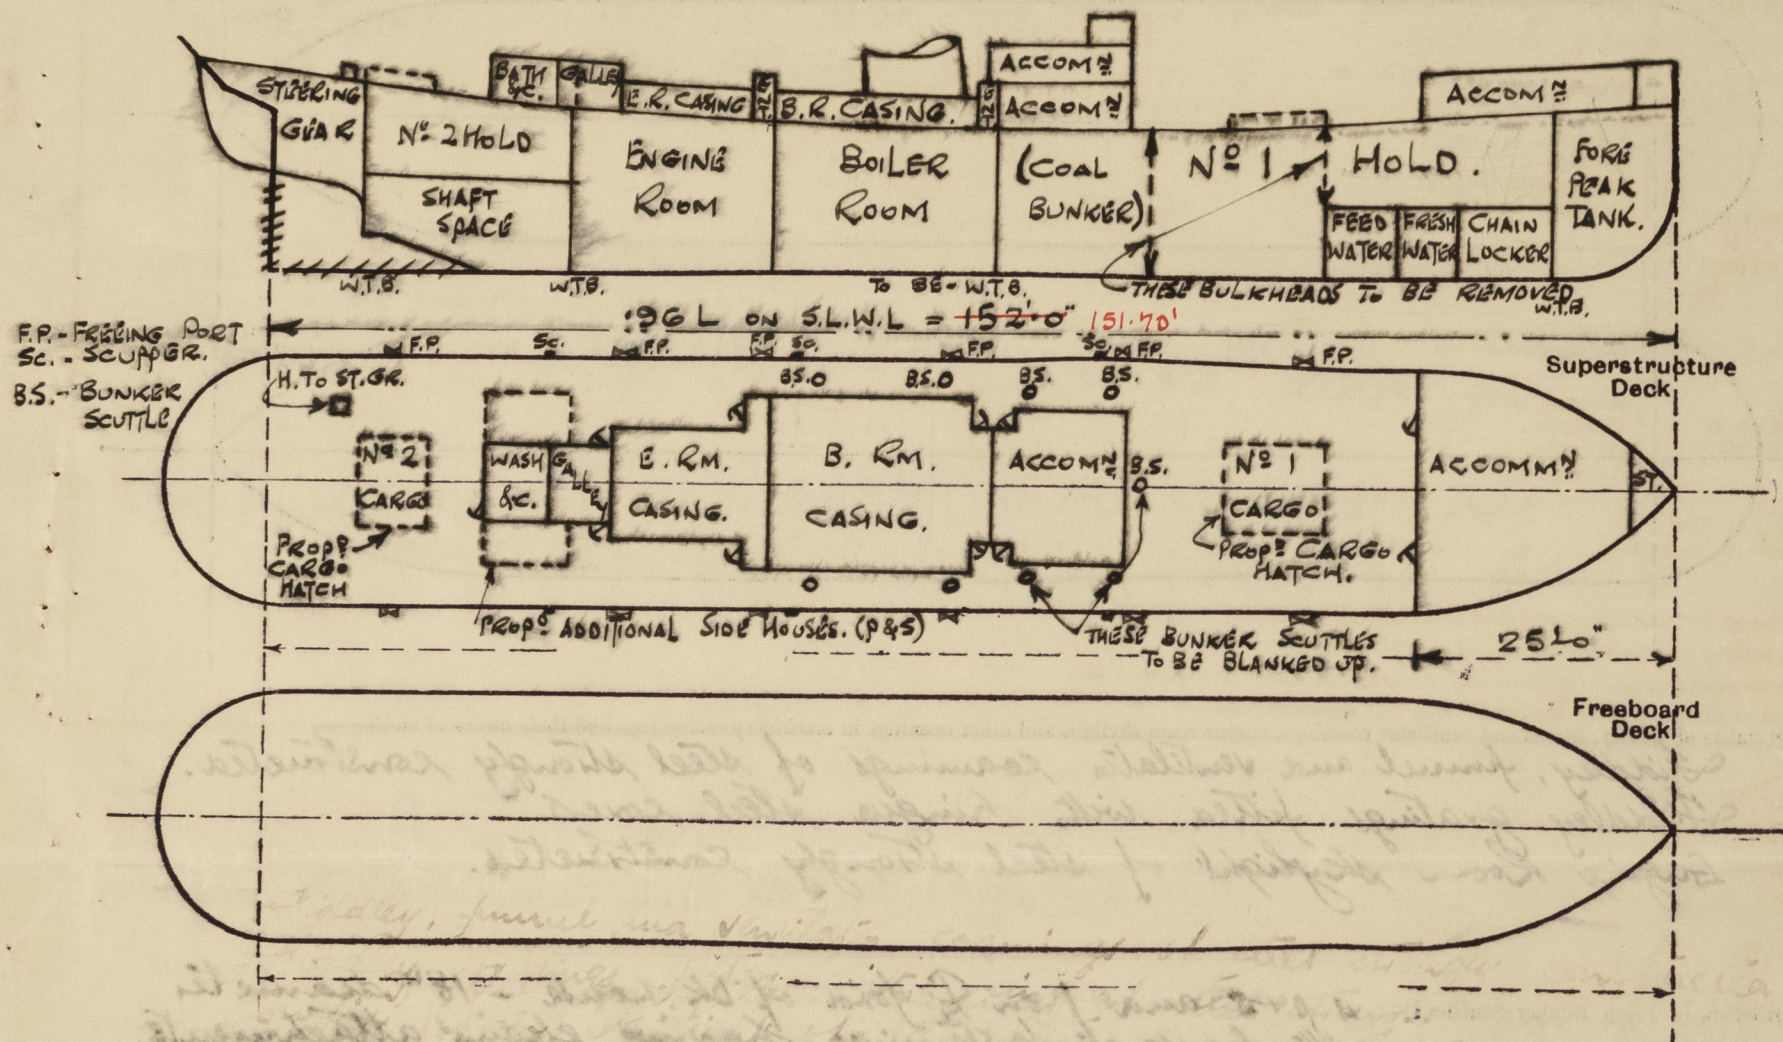 STEERING
GEAR
Nº 2 HOLD
SHAFT
SPACE
BATH
&C.
GALLEY
E.R. CASING
B.R. CASING.
ENGINE
ROOM
BOILER
ROOM
ACCOMN
ACCOMN
(COAL
BUNKER)
Nº 1 HOLD.
ACCOMN
FORE
PEAK
TANK.
FEED
WATER
FRESH
WATER
CHAIN
LOCKER
W.T.B.
W.T.B.
TO BE - W.T.B.
THESE BULKHEADS TO BE REMOVED
W.T.B.
·96 L ON S.L.W.L = 152'-0" 151·70'
F.P. - FREEING PORT
SC. - SCUPPER.
B.S. - BUNKER
SCUTTLE
F.P. SC. F.P. F.P. SC. F.P. SC. F.P. F.P.
Superstructure
Deck
H. TO ST. GR.
B.S. B.S. B.S. B.S.
Nº 2
CARGO
WASH
&C.
GALLEY
E. RM.
CASING.
B. RM.
CASING.
ACCOMN
B.S.
Nº 1
CARGO
ACCOMMN
ST.
PROPD
CARGO
HATCH
PROPD CARGO
HATCH.
PROPD ADDITIONAL SIDE HOUSES. (P&S)
THESE BUNKER SCUTTLES
TO BE BLANKED UP.
25'-0"
Freeboard
Deck